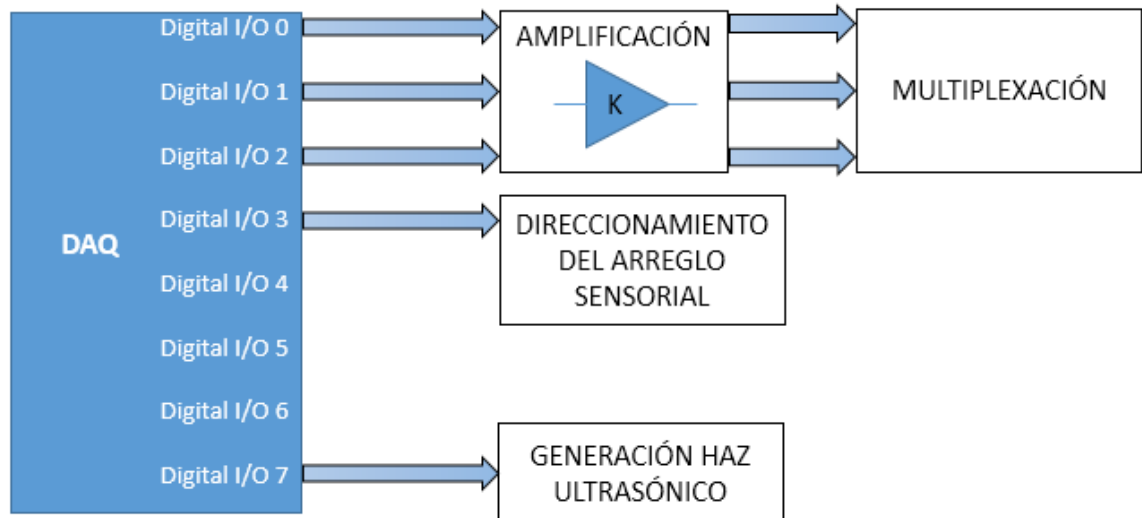 DAQ
Digital I/O 0
Digital I/O 1
Digital I/O 2
Digital I/O 3
Digital I/O 4
Digital I/O 5
Digital I/O 6
Digital I/O 7
AMPLIFICACIÓN
K
MULTIPLEXACIÓN
DIRECCIONAMIENTO
DEL ARREGLO
SENSORIAL
GENERACIÓN HAZ
ULTRASÓNICO